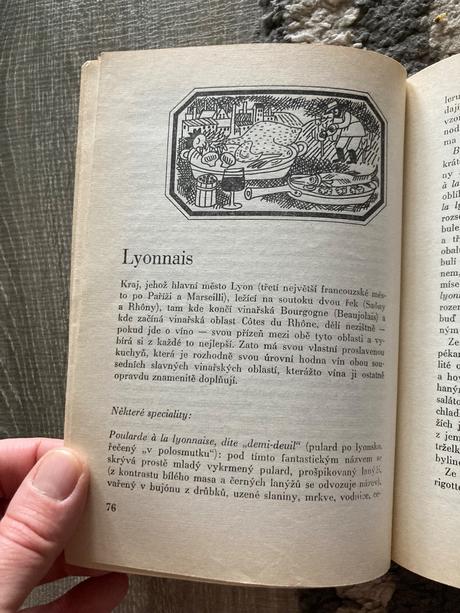 Lyonnais
Kraj, jehož hlavní město Lyon (třetí největší francouzské měs-
to po Paříži a Marseilli), ležící na soutoku dvou řek (Saôny
a Rhôny), tam kde končí vinařská Bourgogne (Beaujolais) a
kde začíná vinařská oblast Côtes du Rhône, dělí nezištně –
pokud jde o víno – svou přízeň mezi obě tyto oblasti a vy-
bírá si z každé to nejlepší. Zato má svou vlastní proslavenou
kuchyň, která je rozhodně svou úrovní hodna vín obou sou-
sedních slavných vinařských oblastí, kterážto vína ji ostatně
opravdu znamenitě doplňují.
Některé speciality:
Poularde à la lyonnaise, dite „demi-deuil“ (pulard po lyonsku,
řečený „v polosmutku“): pod tímto fantastickým názvem se
skrývá prostě mladý vykrmený pulard, prošpikovaný lanýži,
(z kontrastu bílého masa a černých lanýžů se odvozuje název),
vařený v bujónu z drůbků, uzené slaniny, mrkve, vodnice, ce-
76